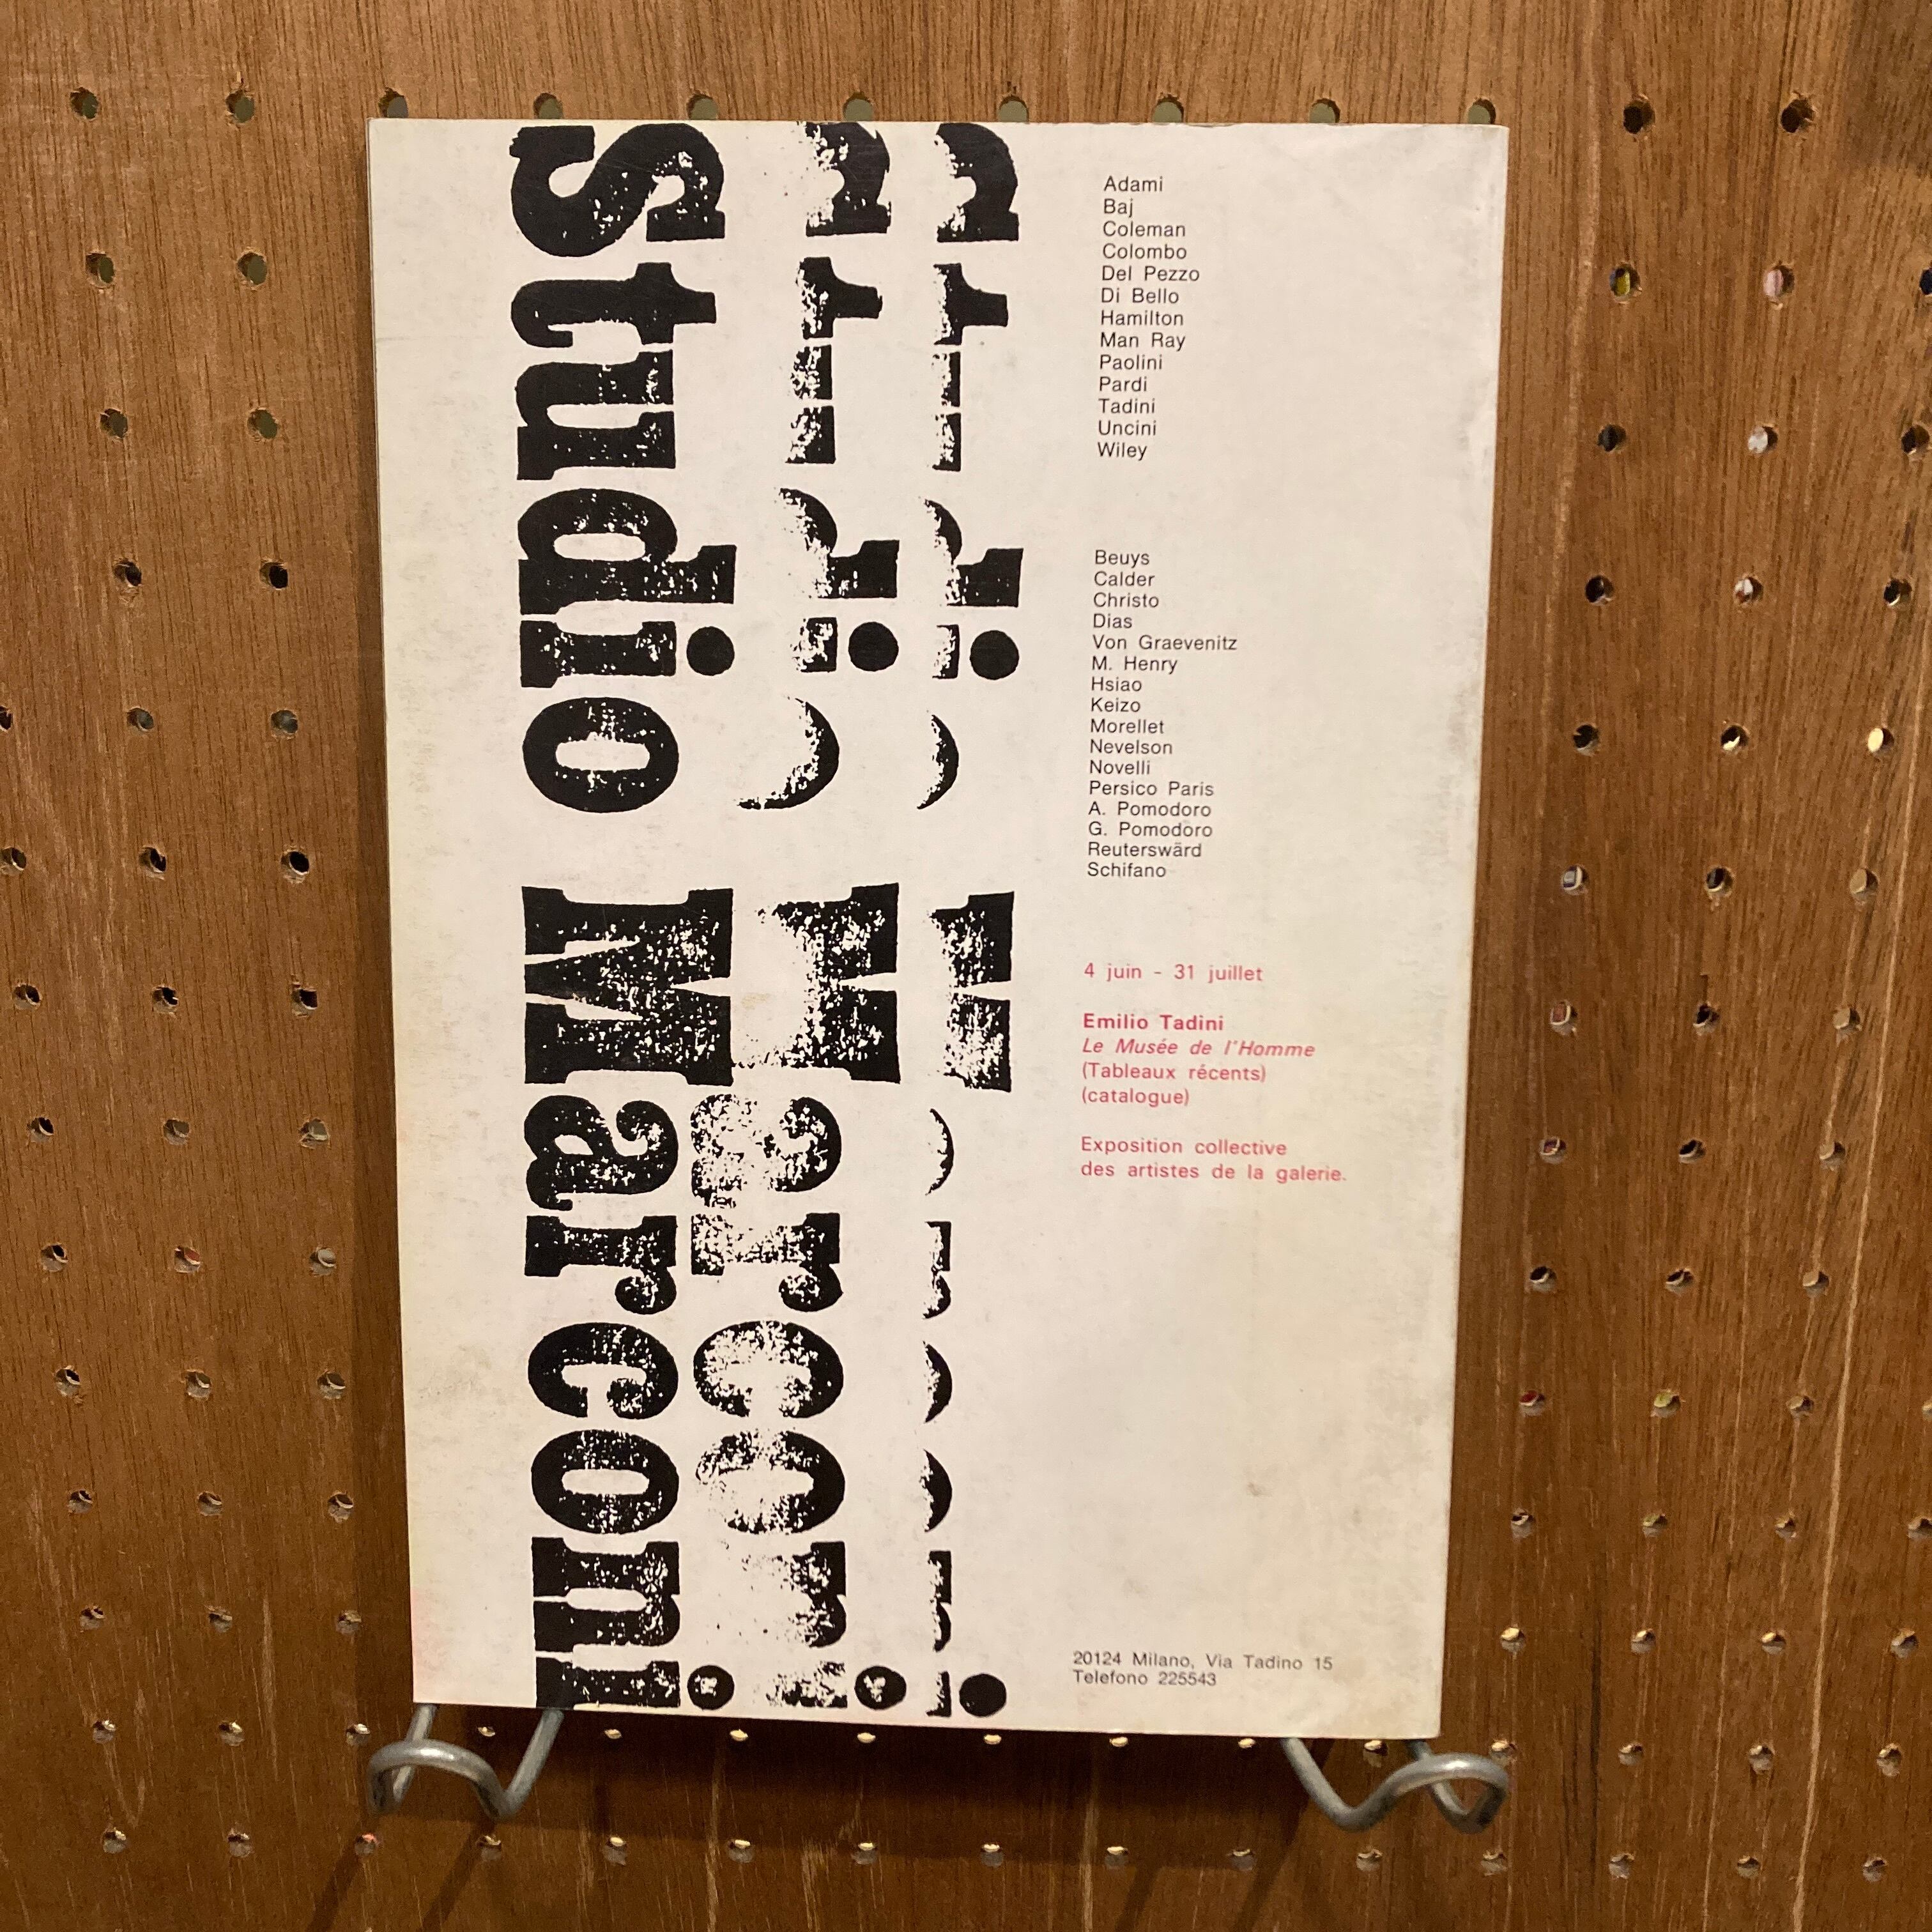 studio Marconi
Adami
Baj
Coleman
Colombo
Del Pezzo
Di Bello
Hamilton
Man Ray
Paolini
Pardi
Tadini
Uncini
Wiley
Beuys
Calder
Christo
Dias
Von Graevenitz
M. Henry
Hsiao
Keizo
Morellet
Nevelson
Novelli
Persico Paris
A. Pomodoro
G. Pomodoro
Reuterswärd
Schifano
4 juin - 31 juillet
Emilio Tadini
Le Musée de l'Homme
(Tableaux récents)
(catalogue)
Exposition collective
des artistes de la galerie.
20124 Milano, Via Tadino 15
Telefono 225543